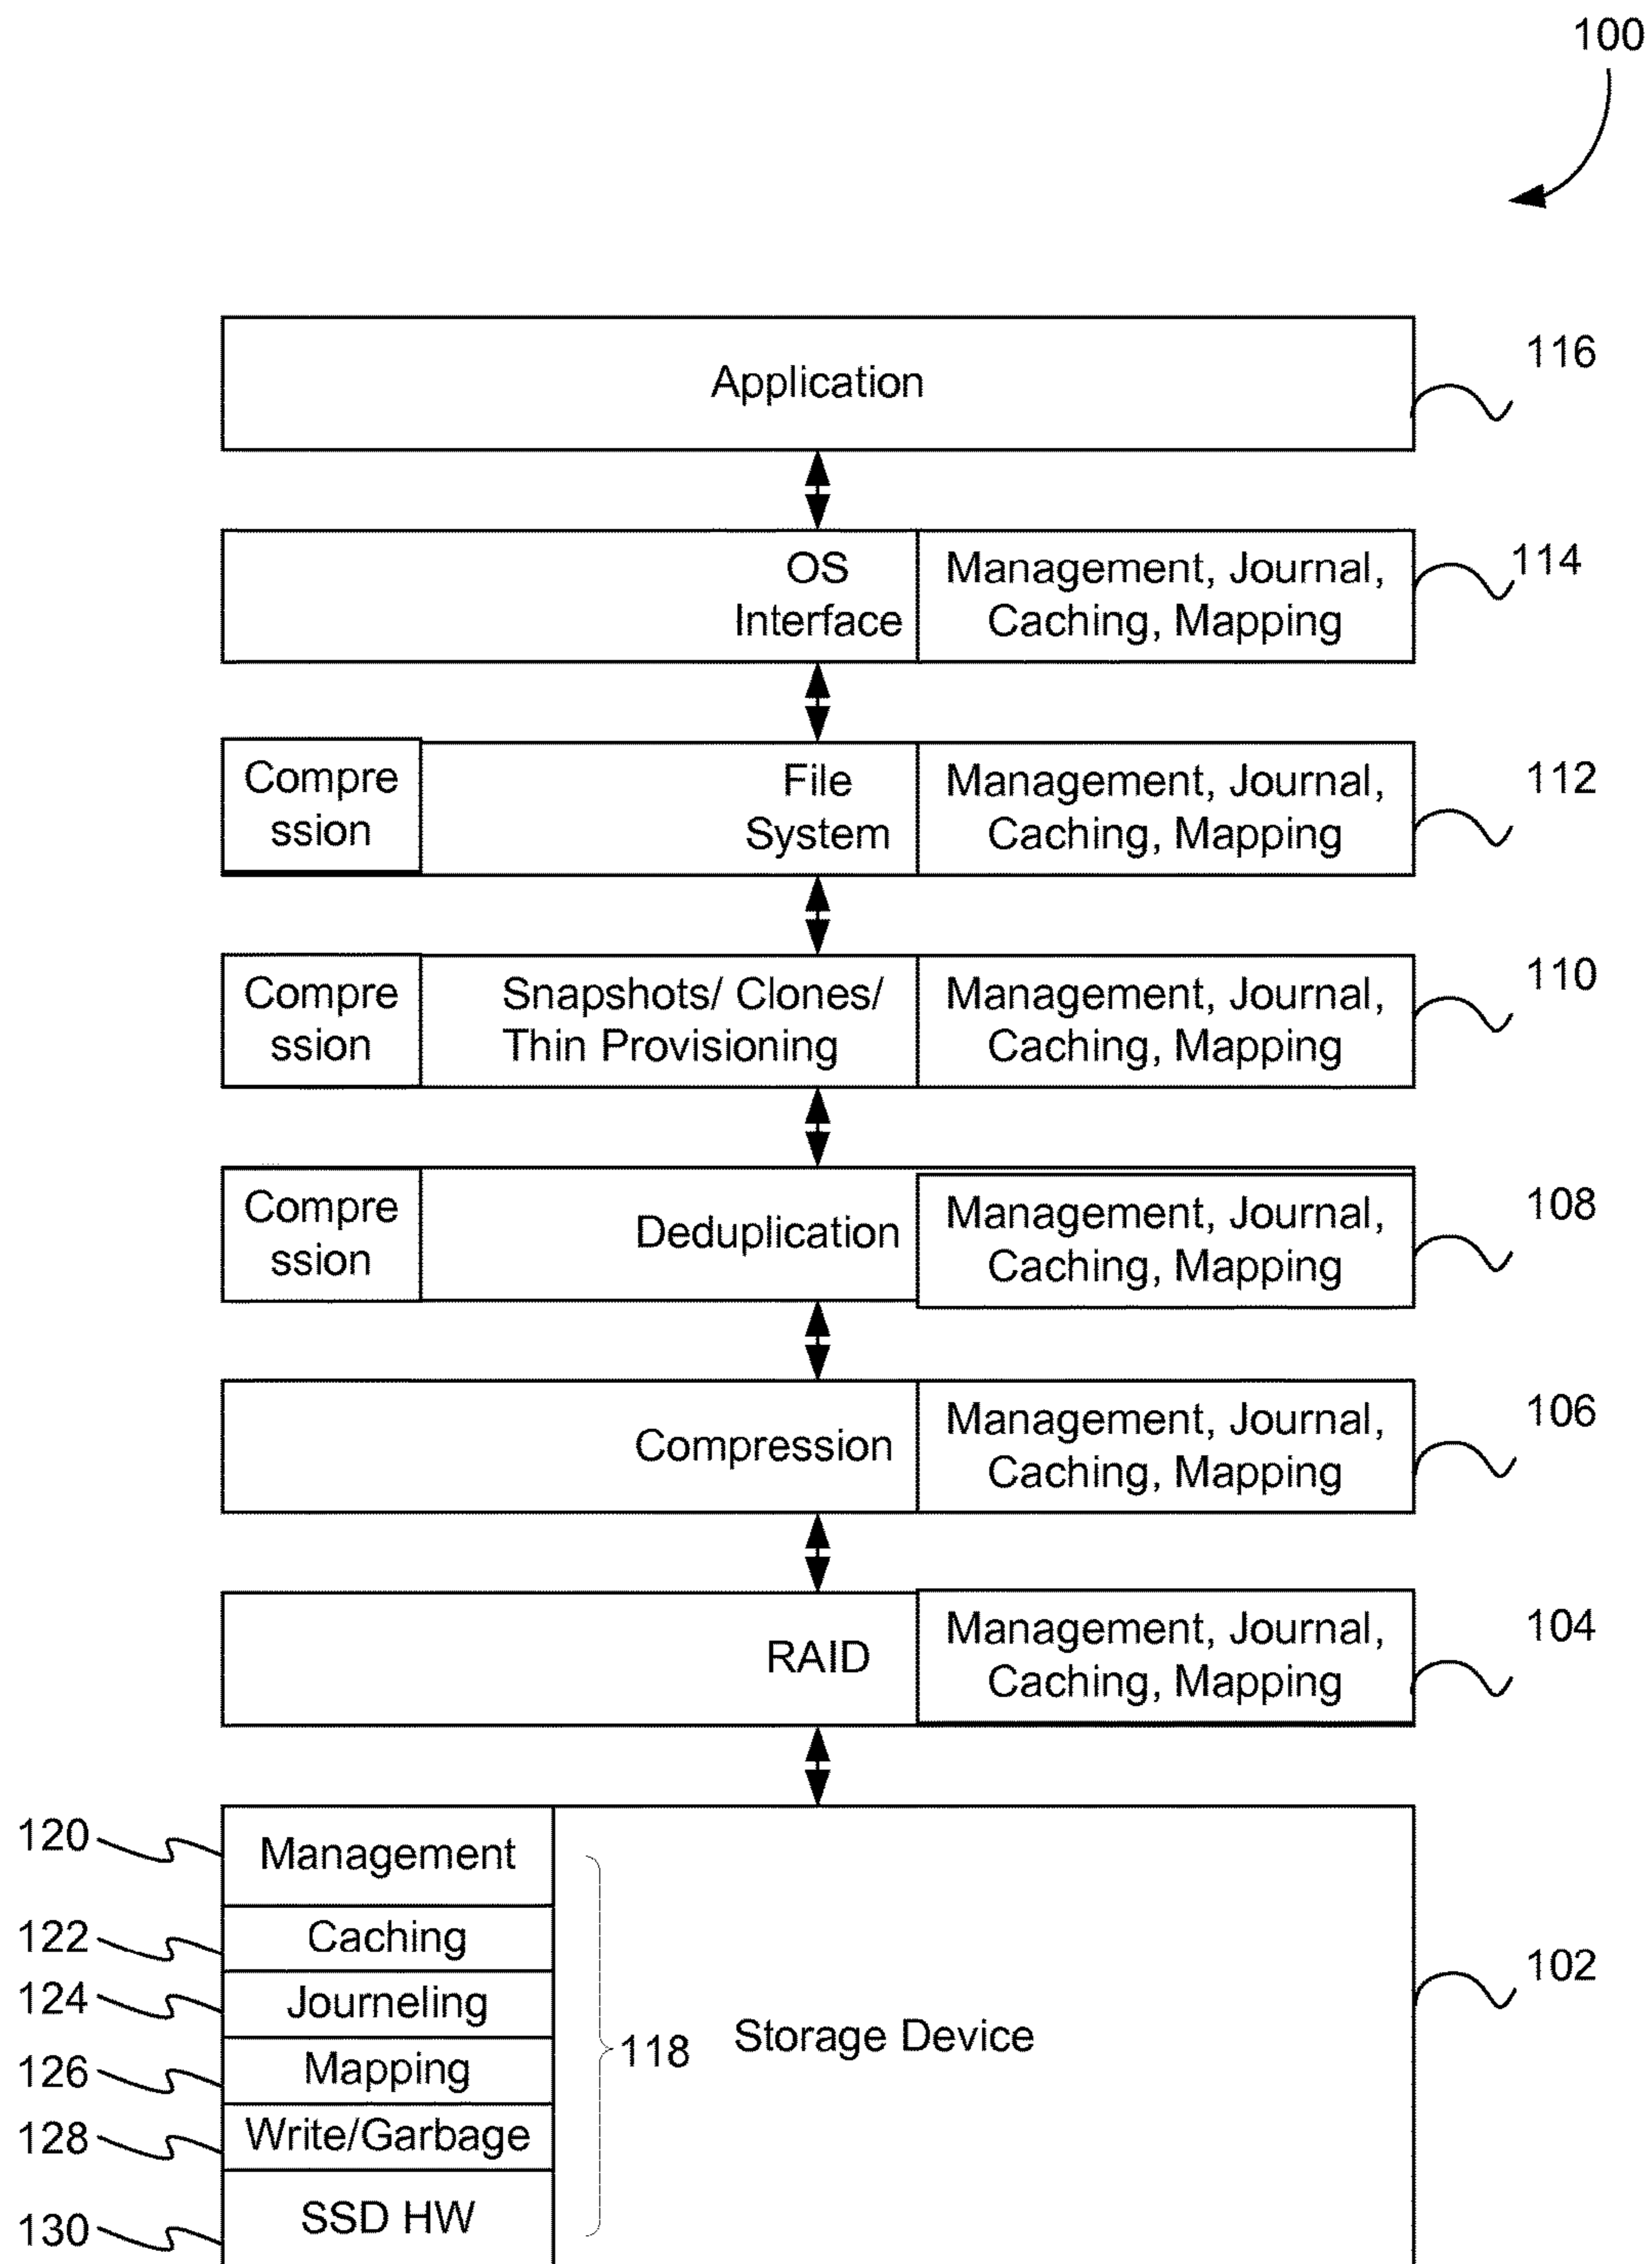 100
Application
116
OS
Interface
Management, Journal,
Caching, Mapping
114
Compre
ssion
File
System
Management, Journal,
Caching, Mapping
112
Compre
ssion
Snapshots/ Clones/
Thin Provisioning
Management, Journal,
Caching, Mapping
110
Compre
ssion
Deduplication
Management, Journal,
Caching, Mapping
108
Compression
Management, Journal,
Caching, Mapping
106
RAID
Management, Journal,
Caching, Mapping
104
120
Management
122
Caching
124
Journeling
126
Mapping
128
Write/Garbage
130
SSD HW
118
Storage Device
102